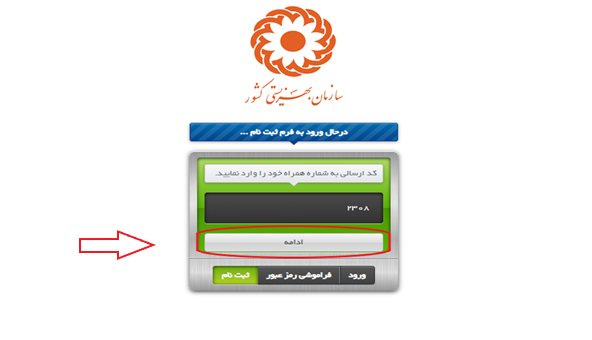 سازمان بهزیستی کشور
درحال ورود به فرم ثبت نام ...
کد ارسالی به شماره همراه خود را وارد نمایید.
۲۳۰۸
ادامه
ورود فراموشی رمز عبور ثبت نام